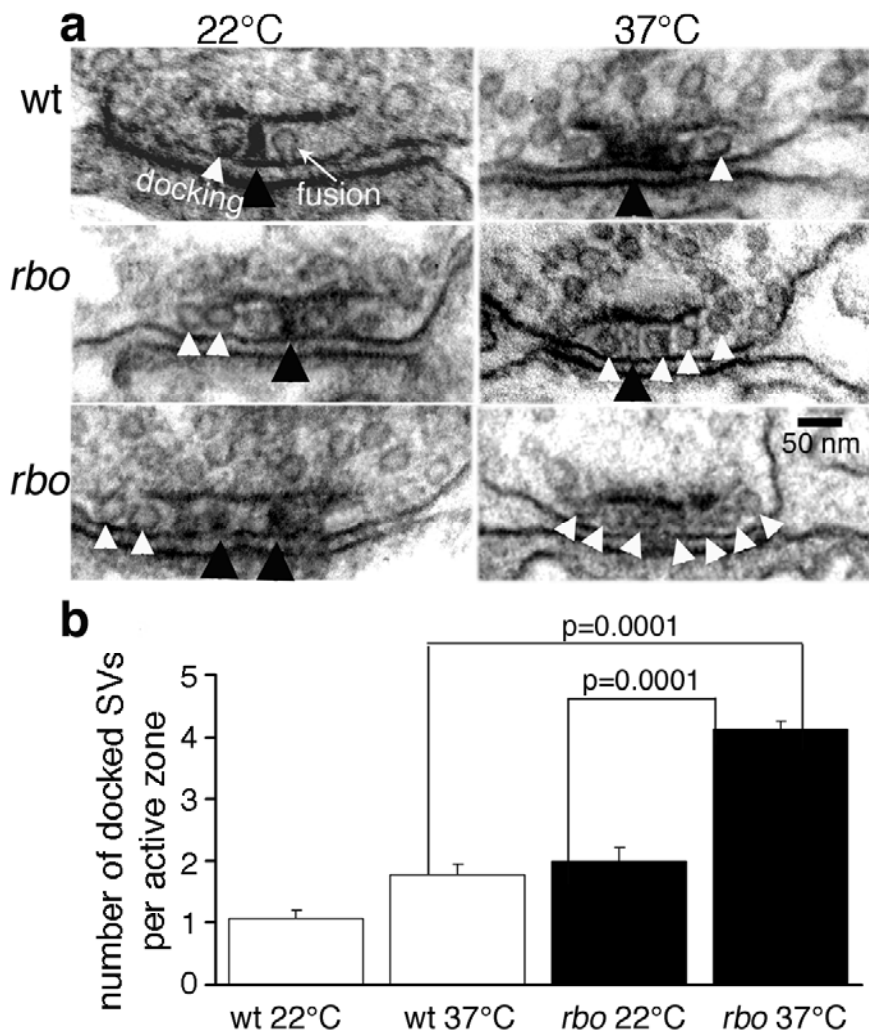 a
22°C 37°C
wt
docking
fusion
rbo
rbo
50 nm
b
p=0.0001
p=0.0001
number of docked SVs
per active zone
5
4
3
2
1
0
wt 22°C wt 37°C rbo 22°C rbo 37°C